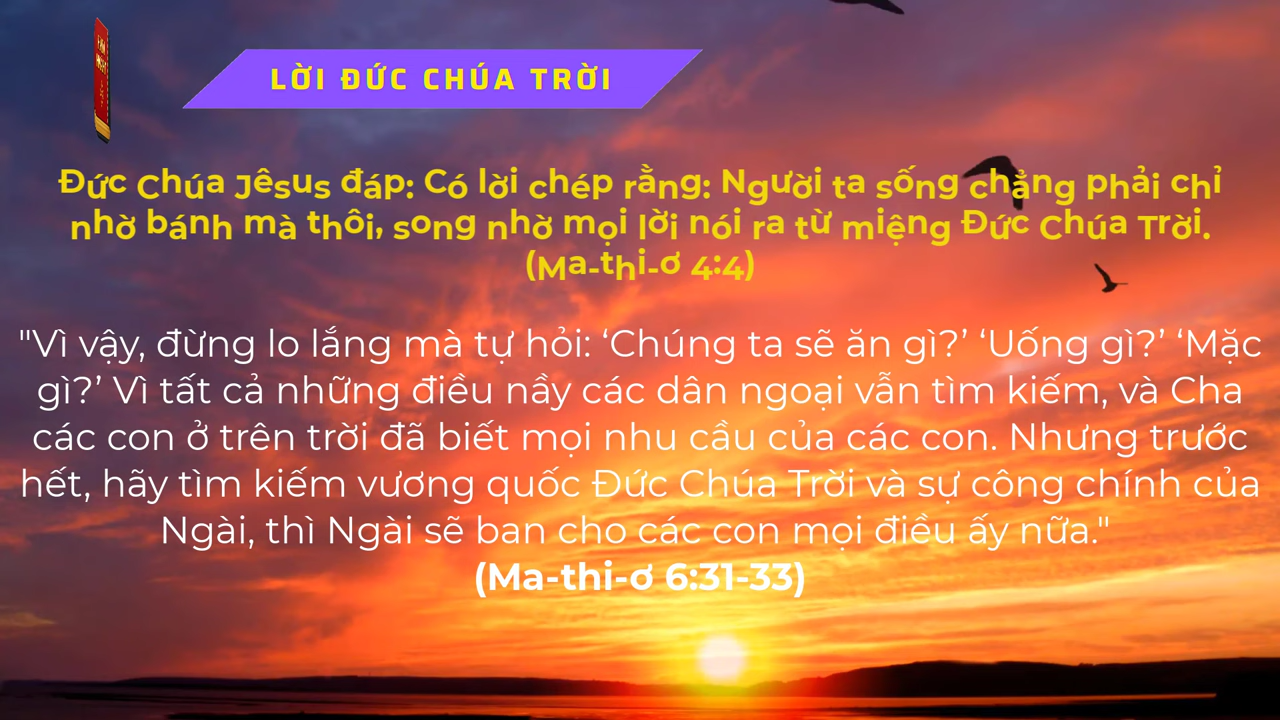 LỜI ĐỨC CHÚA TRỜI
Đức Chúa Jêsus đáp: Có lời chép rằng: Người ta sống chẳng phải chỉ
nhờ bánh mà thôi, song nhờ mọi lời nói ra từ miệng Đức Chúa Trời.
(Ma-thi-ơ 4:4)
"Vì vậy, đừng lo lắng mà tự hỏi: ‘Chúng ta sẽ ăn gì?’ ‘Uống gì?’ ‘Mặc
gì?’ Vì tất cả những điều nầy các dân ngoại vẫn tìm kiếm, và Cha
các con ở trên trời đã biết mọi nhu cầu của các con. Nhưng trước
hết, hãy tìm kiếm vương quốc Đức Chúa Trời và sự công chính của
Ngài, thì Ngài sẽ ban cho các con mọi điều ấy nữa."
(Ma-thi-ơ 6:31-33)